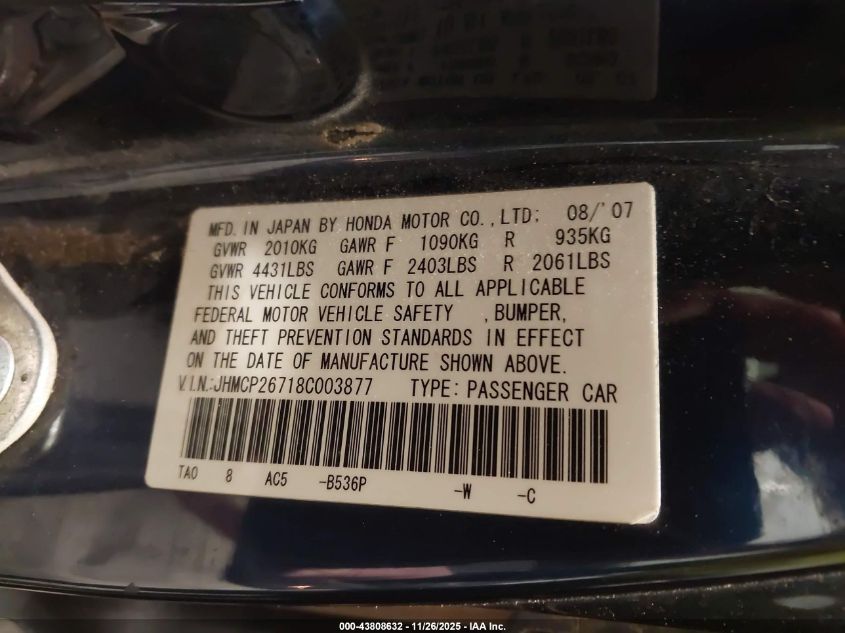 MFD. IN JAPAN BY HONDA MOTOR CO.,LTD: 08/'07
GVWR 2010KG GAWR F 1090KG R 935KG
GVWR 4431LBS GAWR F 2403LBS R 2061LBS
THIS VEHICLE CONFORMS TO ALL APPLICABLE
FEDERAL MOTOR VEHICLE SAFETY ,BUMPER,
AND THEFT PREVENTION STANDARDS IN EFFECT
ON THE DATE OF MANUFACTURE SHOWN ABOVE.
V.I.N.:JHMCP26718C003877 TYPE: PASSENGER CAR
TA0 8 AC5 -B536P -W -C
000-43808632 - 11/26/2025 - IAA Inc.